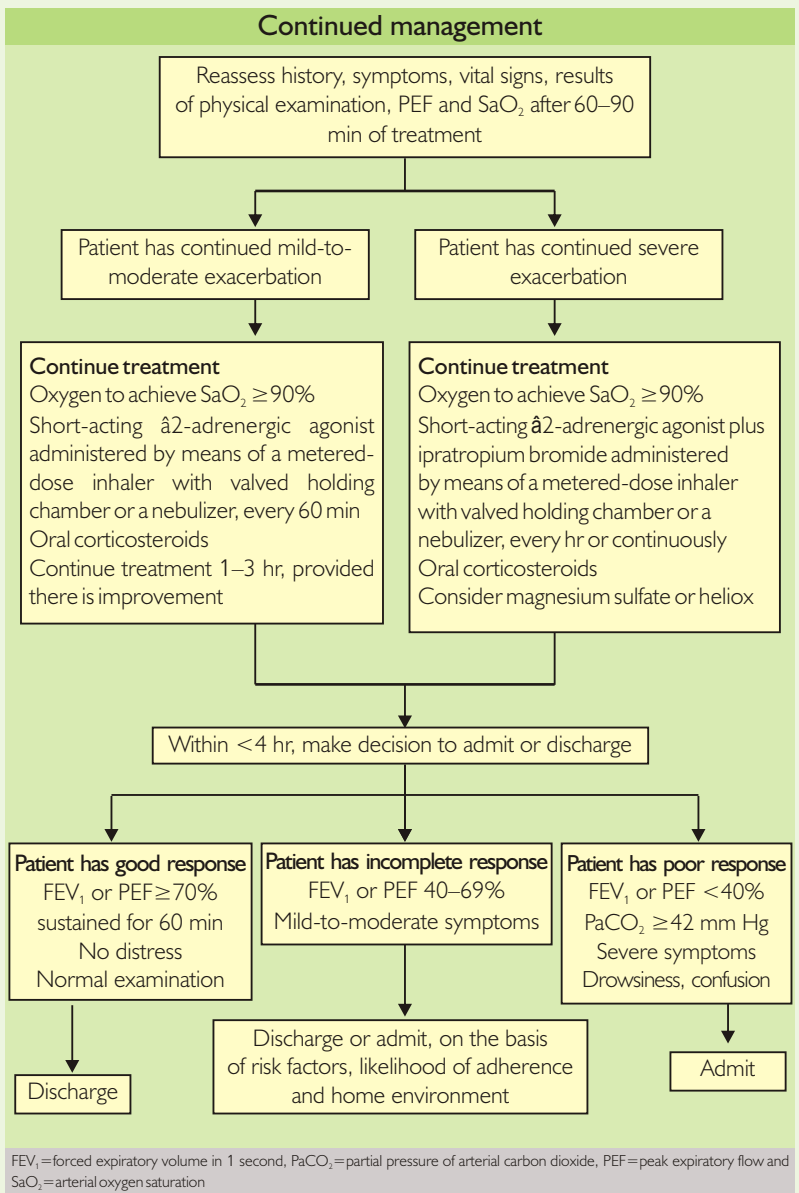 Continued management
Reassess history, symptoms, vital signs, results
of physical examination, PEF and SaO₂ after 60–90
min of treatment
Patient has continued mild-to-
moderate exacerbation
Patient has continued severe
exacerbation
Continue treatment
Oxygen to achieve SaO₂ ≥90%
Short-acting â2-adrenergic agonist
administered by means of a metered-
dose inhaler with valved holding
chamber or a nebulizer, every 60 min
Oral corticosteroids
Continue treatment 1–3 hr, provided
there is improvement
Continue treatment
Oxygen to achieve SaO₂ ≥90%
Short-acting â2-adrenergic agonist plus
ipratropium bromide administered
by means of a metered-dose inhaler
with valved holding chamber or a
nebulizer, every hr or continuously
Oral corticosteroids
Consider magnesium sulfate or heliox
Within <4 hr, make decision to admit or discharge
Patient has good response
FEV₁ or PEF≥70%
sustained for 60 min
No distress
Normal examination
Patient has incomplete response
FEV₁ or PEF 40–69%
Mild-to-moderate symptoms
Patient has poor response
FEV₁ or PEF <40%
PaCO₂ ≥42 mm Hg
Severe symptoms
Drowsiness, confusion
Discharge
Discharge or admit, on the basis
of risk factors, likelihood of adherence
and home environment
Admit
FEV₁=forced expiratory volume in 1 second, PaCO₂=partial pressure of arterial carbon dioxide, PEF=peak expiratory flow and
SaO₂=arterial oxygen saturation